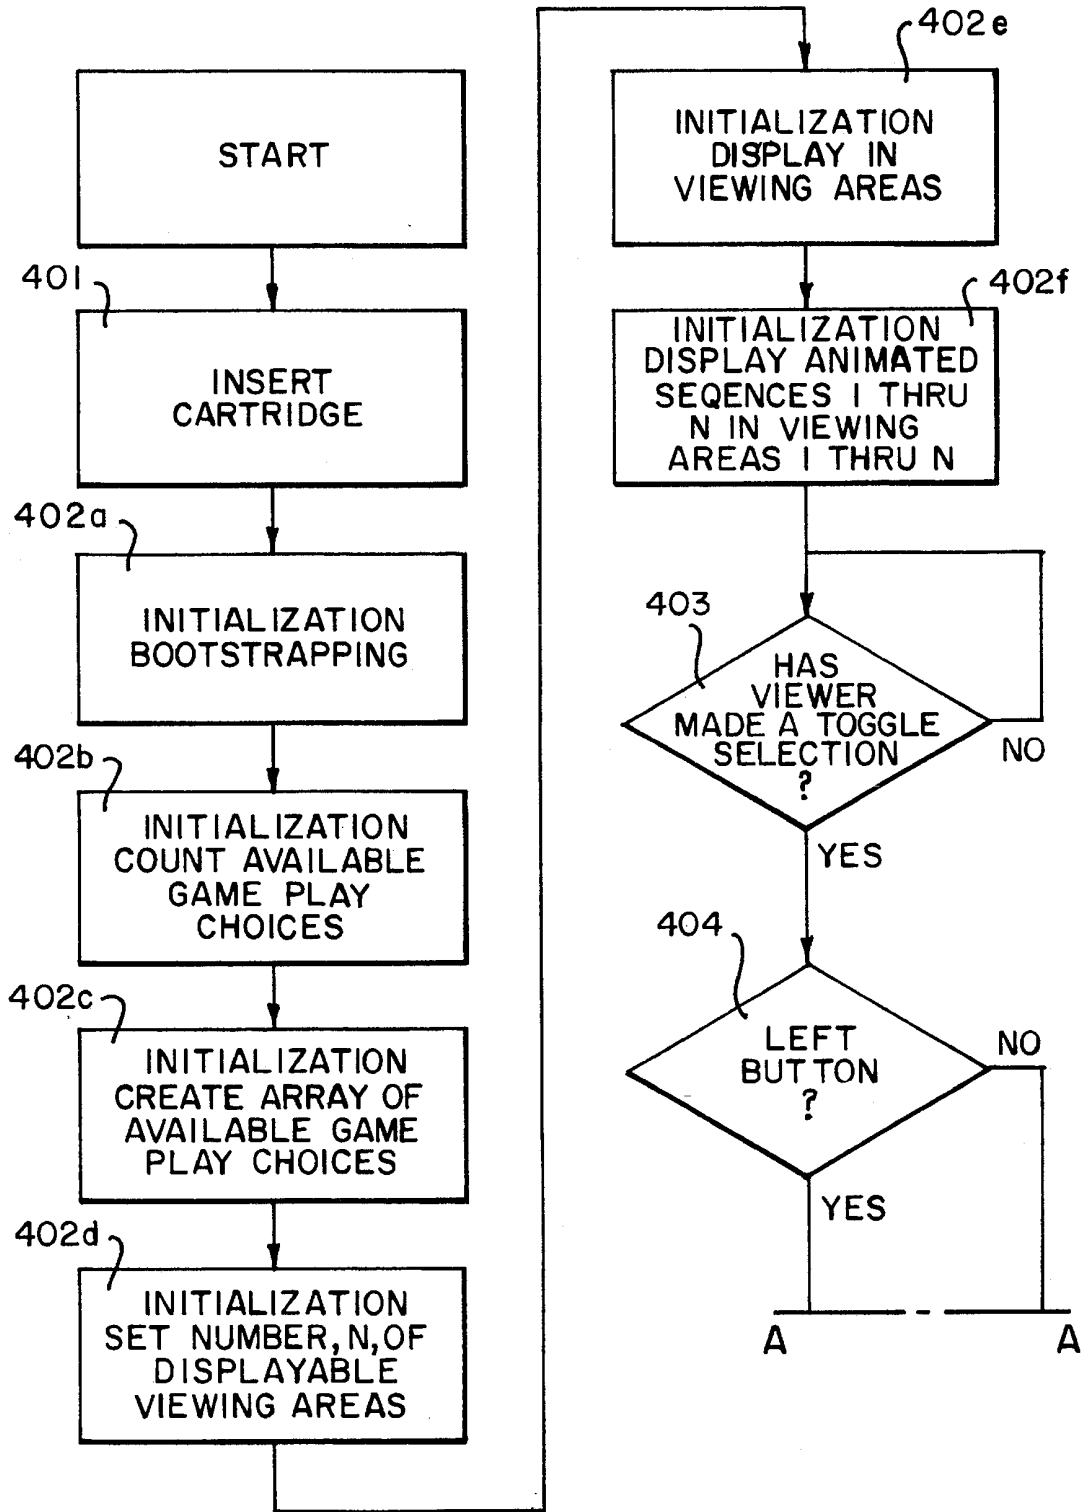 START
401
INSERT
CARTRIDGE
402a
INITIALIZATION
BOOTSTRAPPING
402b
INITIALIZATION
COUNT AVAILABLE
GAME PLAY
CHOICES
402c
INITIALIZATION
CREATE ARRAY OF
AVAILABLE GAME
PLAY CHOICES
402d
INITIALIZATION
SET NUMBER, N, OF
DISPLAYABLE
VIEWING AREAS
402e
INITIALIZATION
DISPLAY IN
VIEWING AREAS
402f
INITIALIZATION
DISPLAY ANIMATED
SEQENCES 1 THRU
N IN VIEWING
AREAS 1 THRU N
403
HAS
VIEWER
MADE A TOGGLE
SELECTION
?
NO
YES
404
LEFT
BUTTON
?
NO
YES
A A